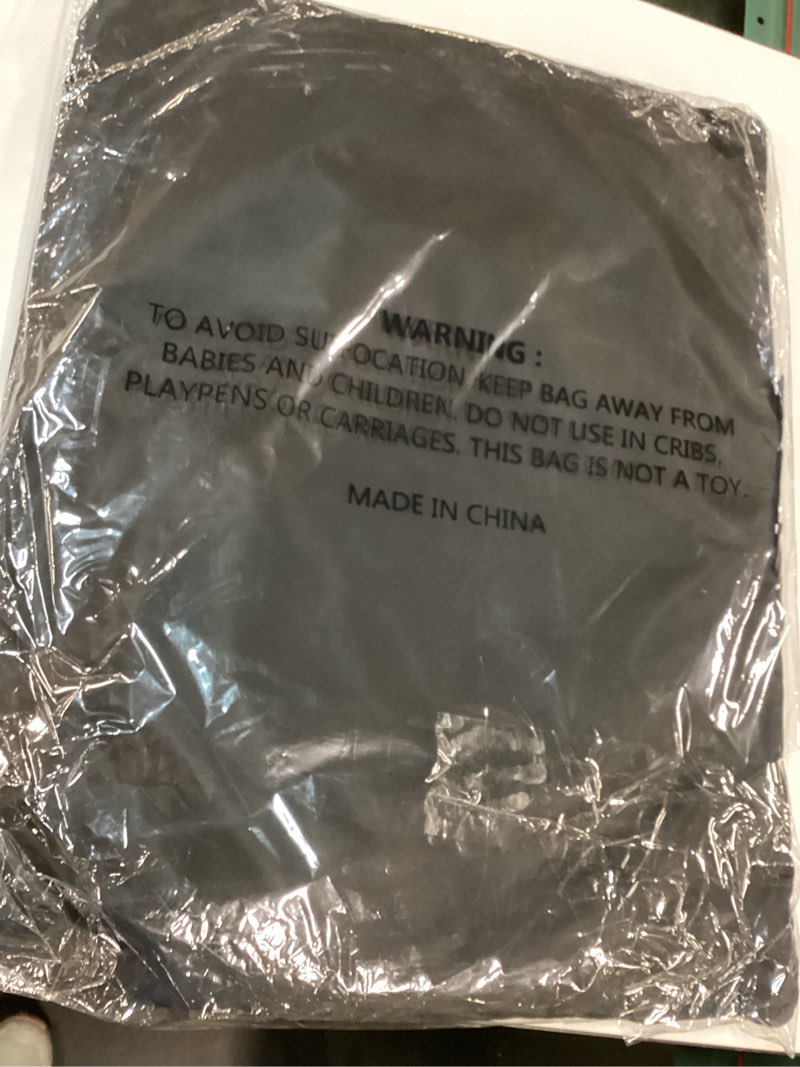 WARNING :
TO AVOID SUFFOCATION, KEEP BAG AWAY FROM
BABIES AND CHILDREN. DO NOT USE IN CRIBS,
PLAYPENS OR CARRIAGES. THIS BAG IS NOT A TOY.
MADE IN CHINA